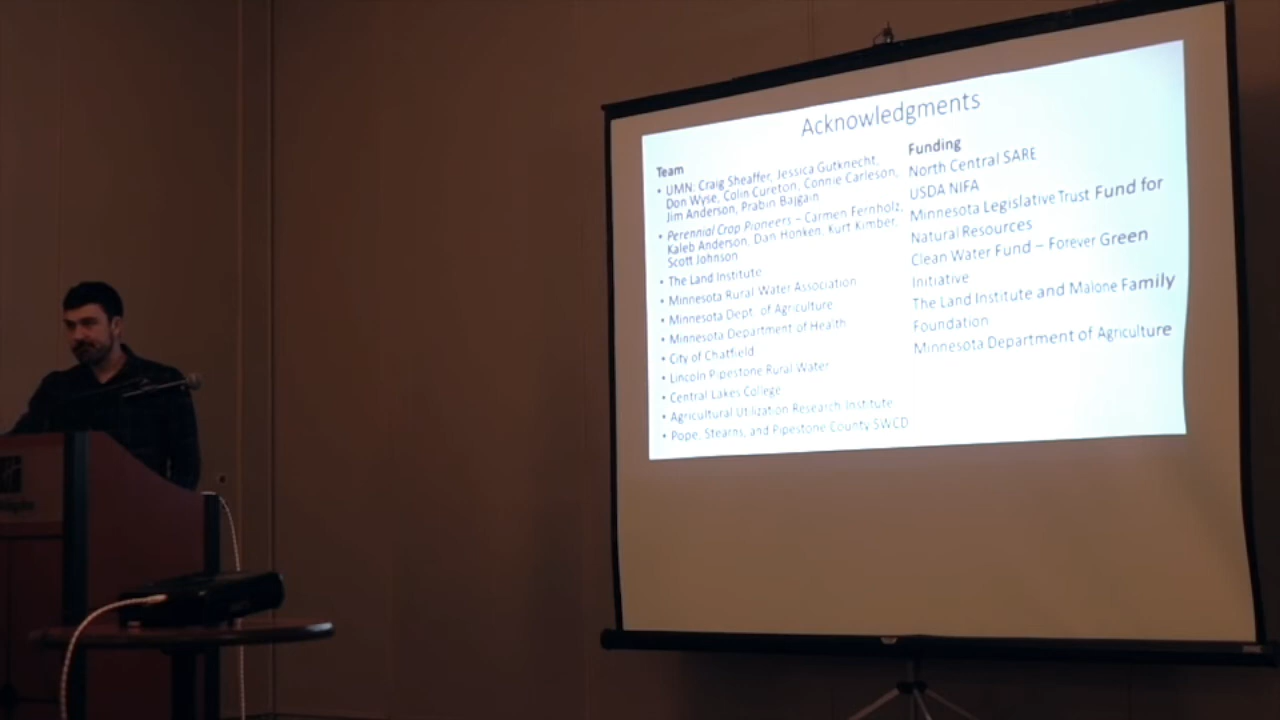 Acknowledgments
Team
• UMN: Craig Sheaffer, Jessica Gutknecht,
Don Wyse, Colin Cureton, Connie Carleson,
Jim Anderson, Prabin Bajgain
• Perennial Crop Pioneers – Carmen Fernholz,
Kaleb Anderson, Dan Honken, Kurt Kimber,
Scott Johnson
• The Land Institute
• Minnesota Rural Water Association
• Minnesota Dept. of Agriculture
• Minnesota Department of Health
• City of Chatfield
• Lincoln Pipestone Rural Water
• Central Lakes College
• Agricultural Utilization Research Institute
• Pope, Stearns, and Pipestone County SWCD
Funding
North Central SARE
USDA NIFA
Minnesota Legislative Trust Fund for
Natural Resources
Clean Water Fund – Forever Green
Initiative
The Land Institute and Malone Family
Foundation
Minnesota Department of Agriculture